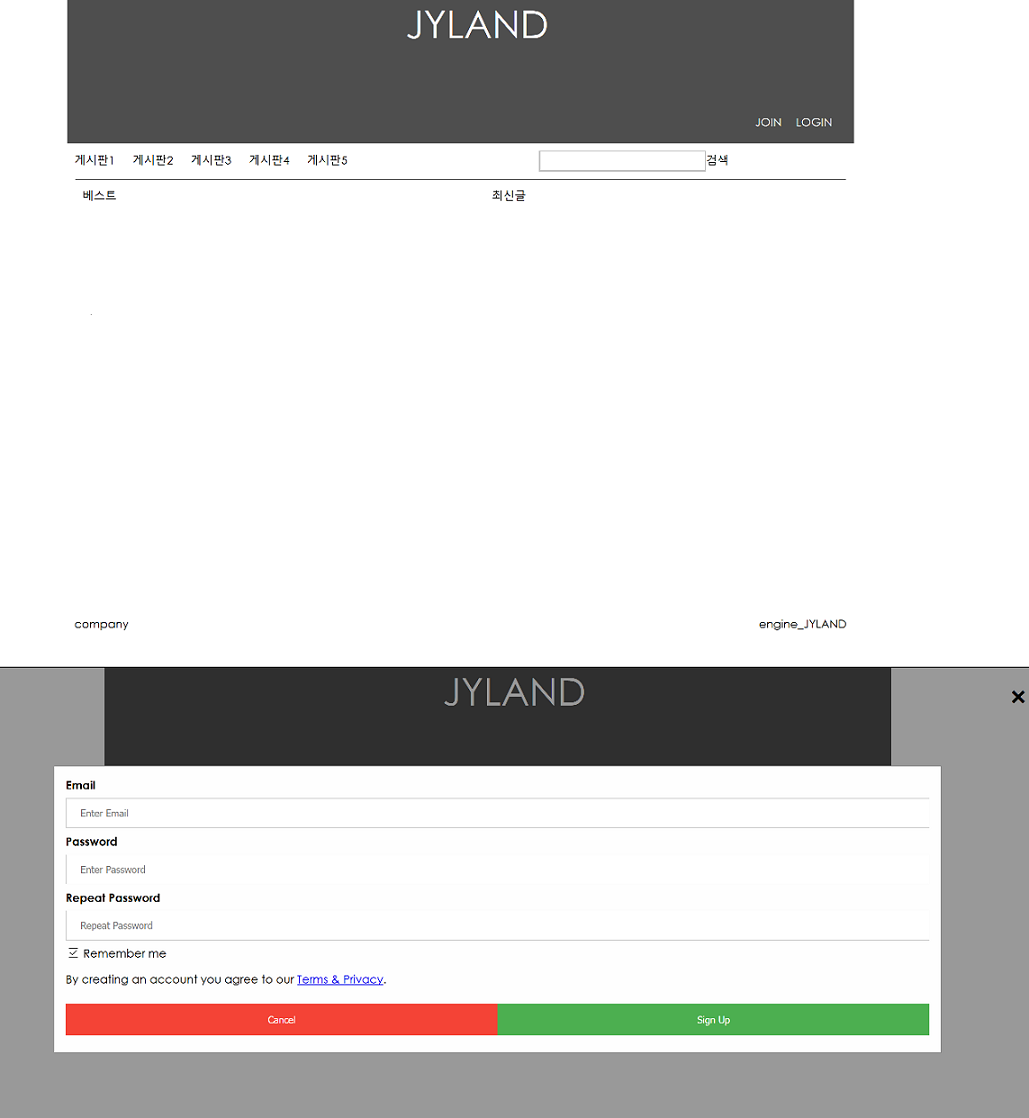 JYLAND
JOIN LOGIN
게시판1 게시판2 게시판3 게시판4 게시판5 검색
베스트 최신글
company engine_JYLAND
JYLAND
×
Email
Enter Email
Password
Enter Password
Repeat Password
Repeat Password
Remember me
By creating an account you agree to our Terms & Privacy.
Cancel Sign Up